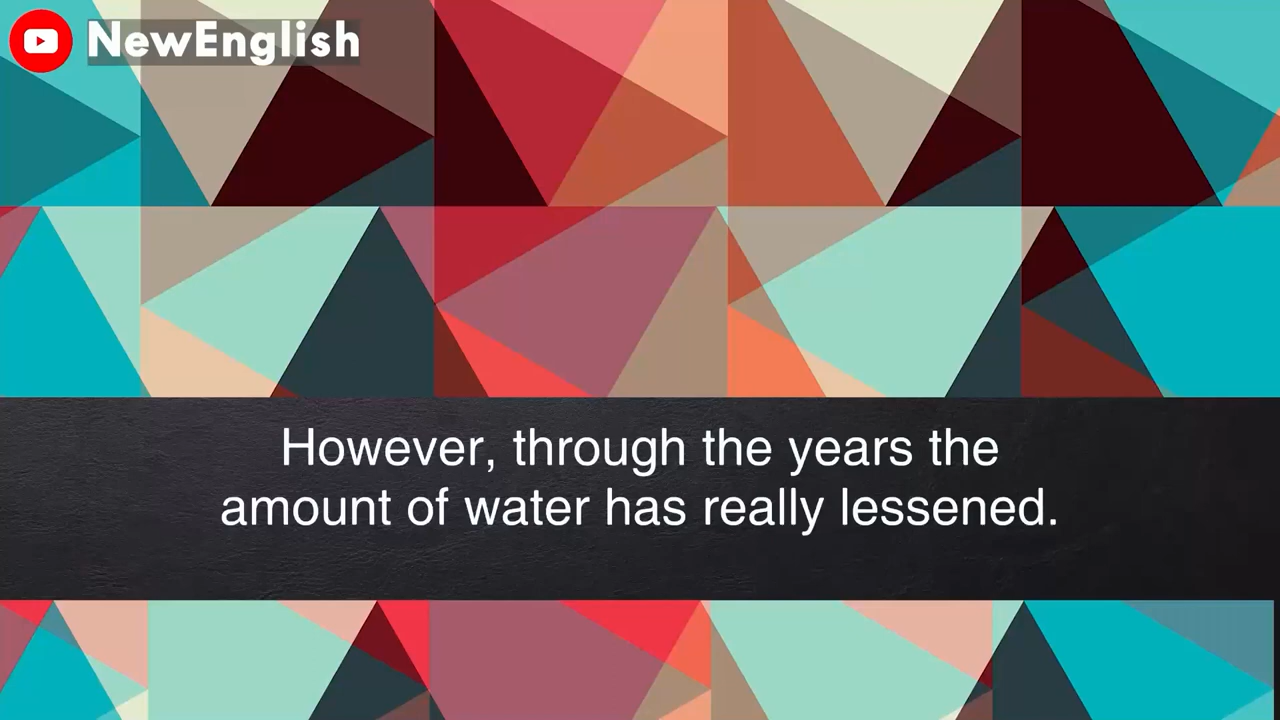 NewEnglish
However, through the years the
amount of water has really lessened.